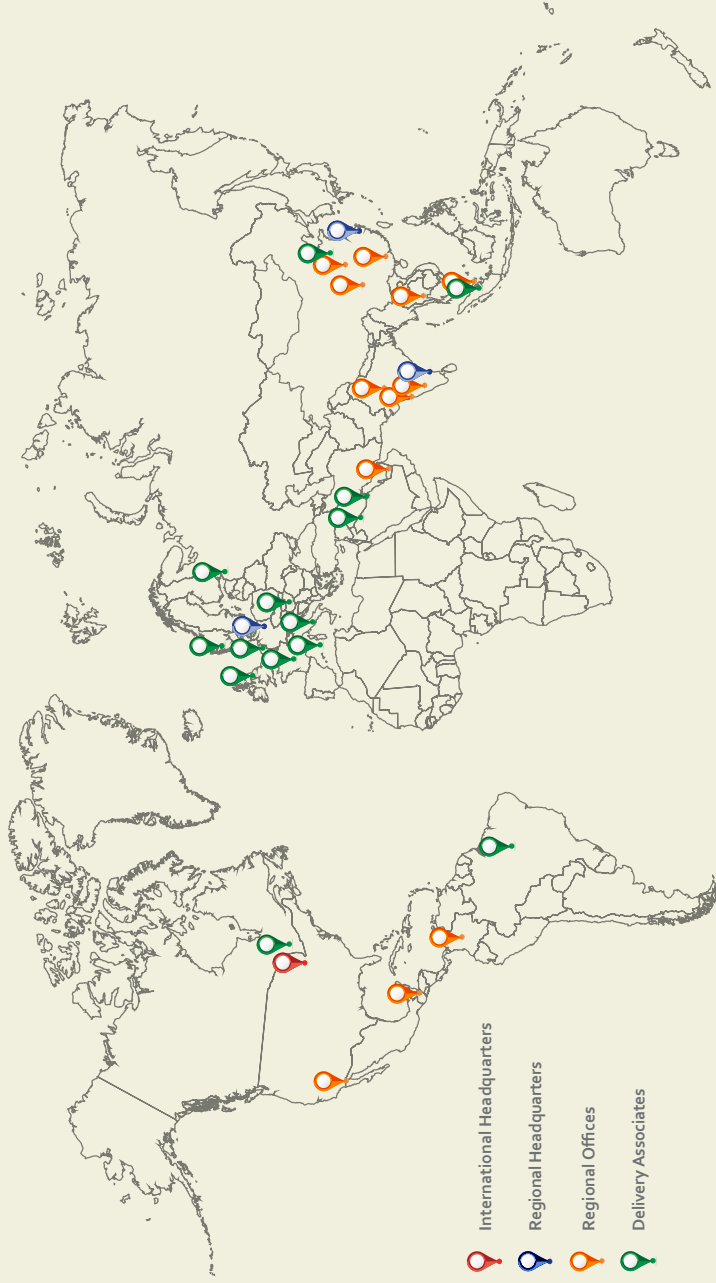 International Headquarters
Regional Headquarters
Regional Offices
Delivery Associates